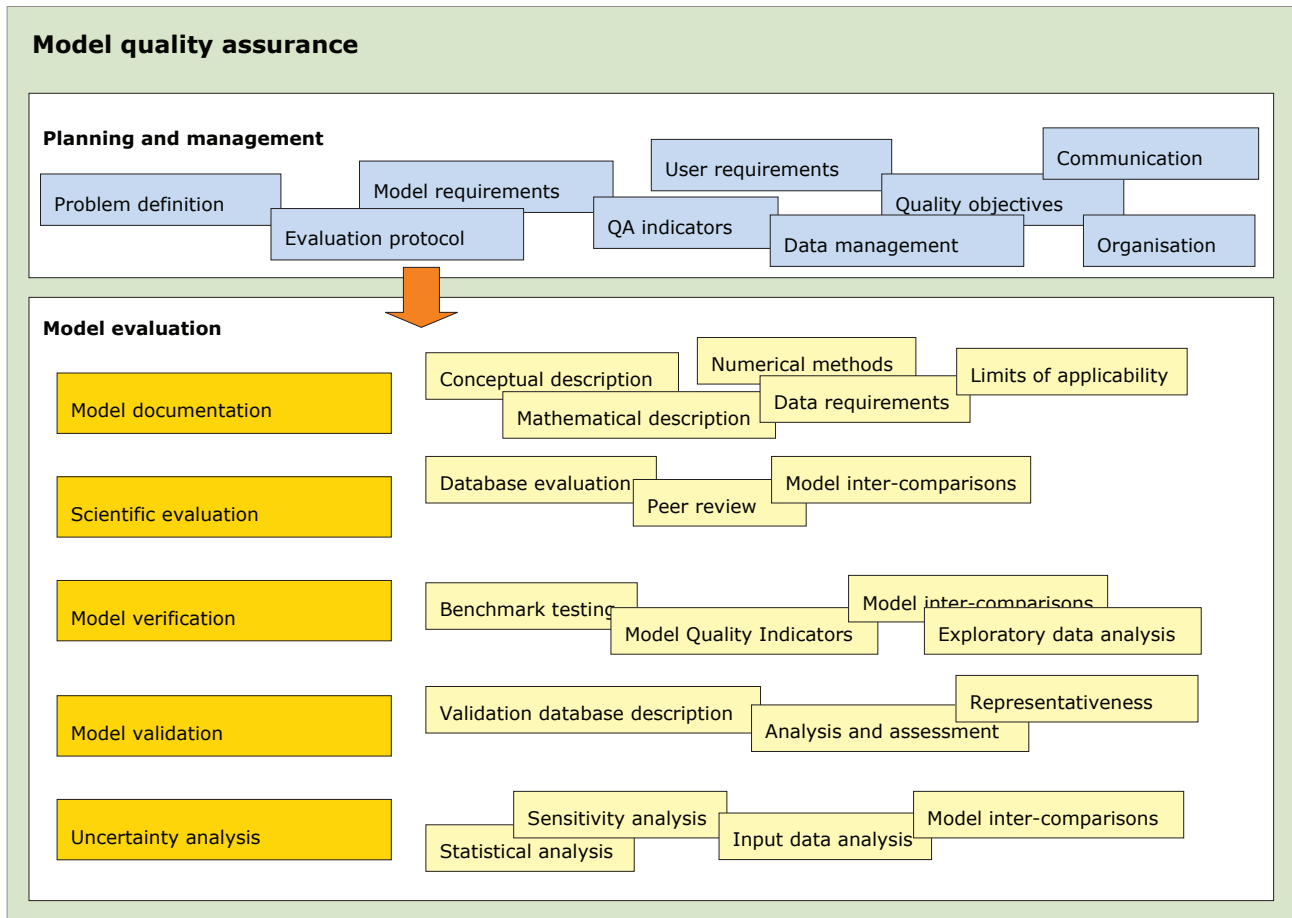 Model quality assurance
Planning and management
Communication
User requirements
Model requirements
Problem definition
Quality objectives
QA indicators
Evaluation protocol
Data management
Organisation
Model evaluation
Model documentation
Conceptual description
Numerical methods
Limits of applicability
Mathematical description
Data requirements
Scientific evaluation
Database evaluation
Peer review
Model inter-comparisons
Model verification
Benchmark testing
Model Quality Indicators
Model inter-comparisons
Exploratory data analysis
Model validation
Validation database description
Analysis and assessment
Representativeness
Uncertainty analysis
Statistical analysis
Sensitivity analysis
Input data analysis
Model inter-comparisons